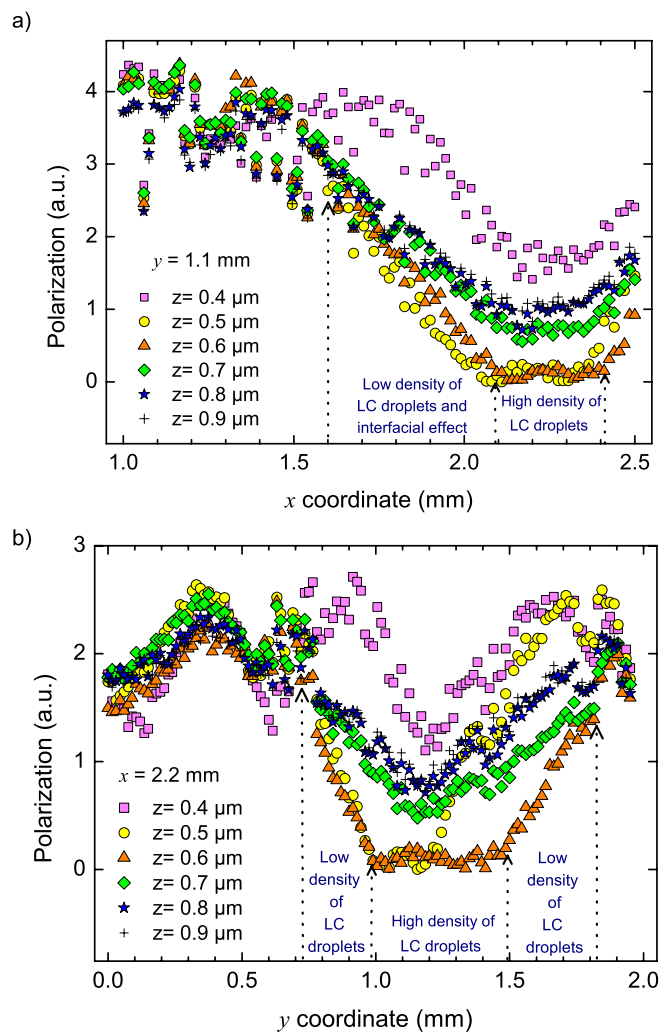 a)
4
3
2
1
0
Polarization (a.u.)
y = 1.1 mm
z= 0.4 μm
z= 0.5 μm
z= 0.6 μm
z= 0.7 μm
z= 0.8 μm
z= 0.9 μm
Low density of
LC droplets and
interfacial effect
High density of
LC droplets
1.0 1.5 2.0 2.5
x coordinate (mm)
b)
3
2
1
0
Polarization (a.u.)
x = 2.2 mm
z= 0.4 μm
z= 0.5 μm
z= 0.6 μm
z= 0.7 μm
z= 0.8 μm
z= 0.9 μm
Low
density
of
LC
droplets
High density of
LC droplets
Low
density
of
LC
droplets
0.0 0.5 1.0 1.5 2.0
y coordinate (mm)